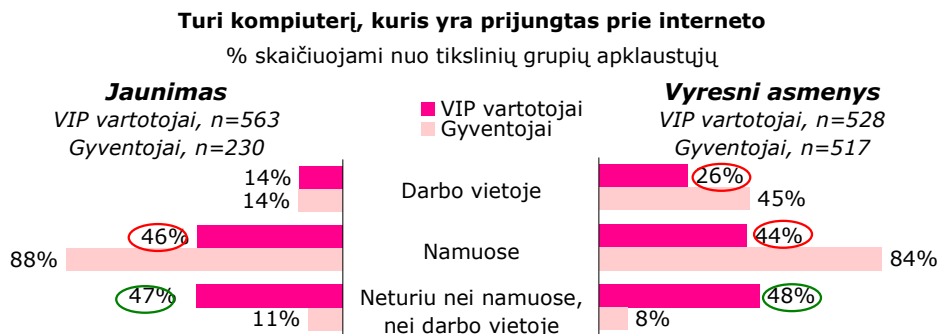 Turi kompiuterį, kuris yra prijungtas prie interneto
% skaičiuojami nuo tikslinių grupių apklaustųjų
Jaunimas
VIP vartotojai, n=563
Gyventojai, n=230
VIP vartotojai
Gyventojai
Vyresni asmenys
VIP vartotojai, n=528
Gyventojai, n=517
14%
14%
Darbo vietoje
26%
45%
46%
88%
Namuose
44%
84%
47%
11%
Neturiu nei namuose,
nei darbo vietoje
48%
8%